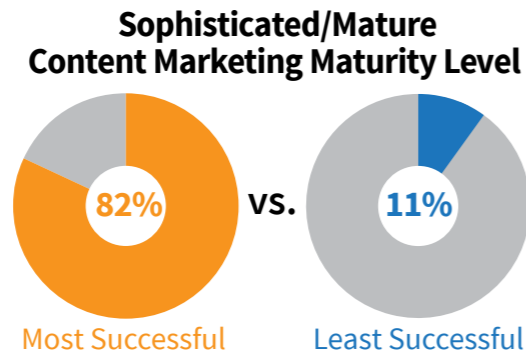 Sophisticated/Mature
Content Marketing Maturity Level
82%
vs.
11%
Most Successful
Least Successful